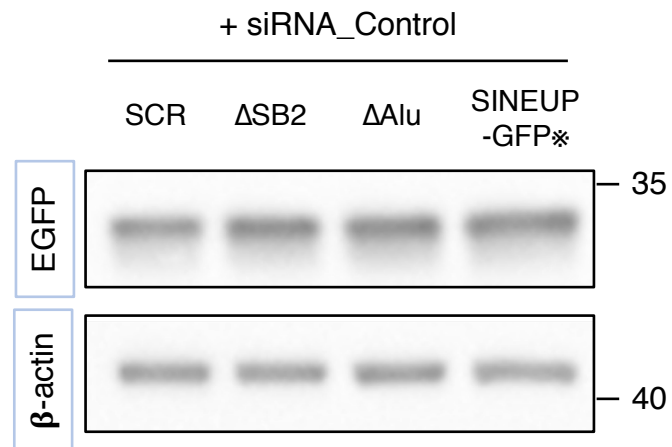 + siRNA_Control
SCR ΔSB2 ΔAlu SINEUP
-GFP※
EGFP
35
β-actin
40